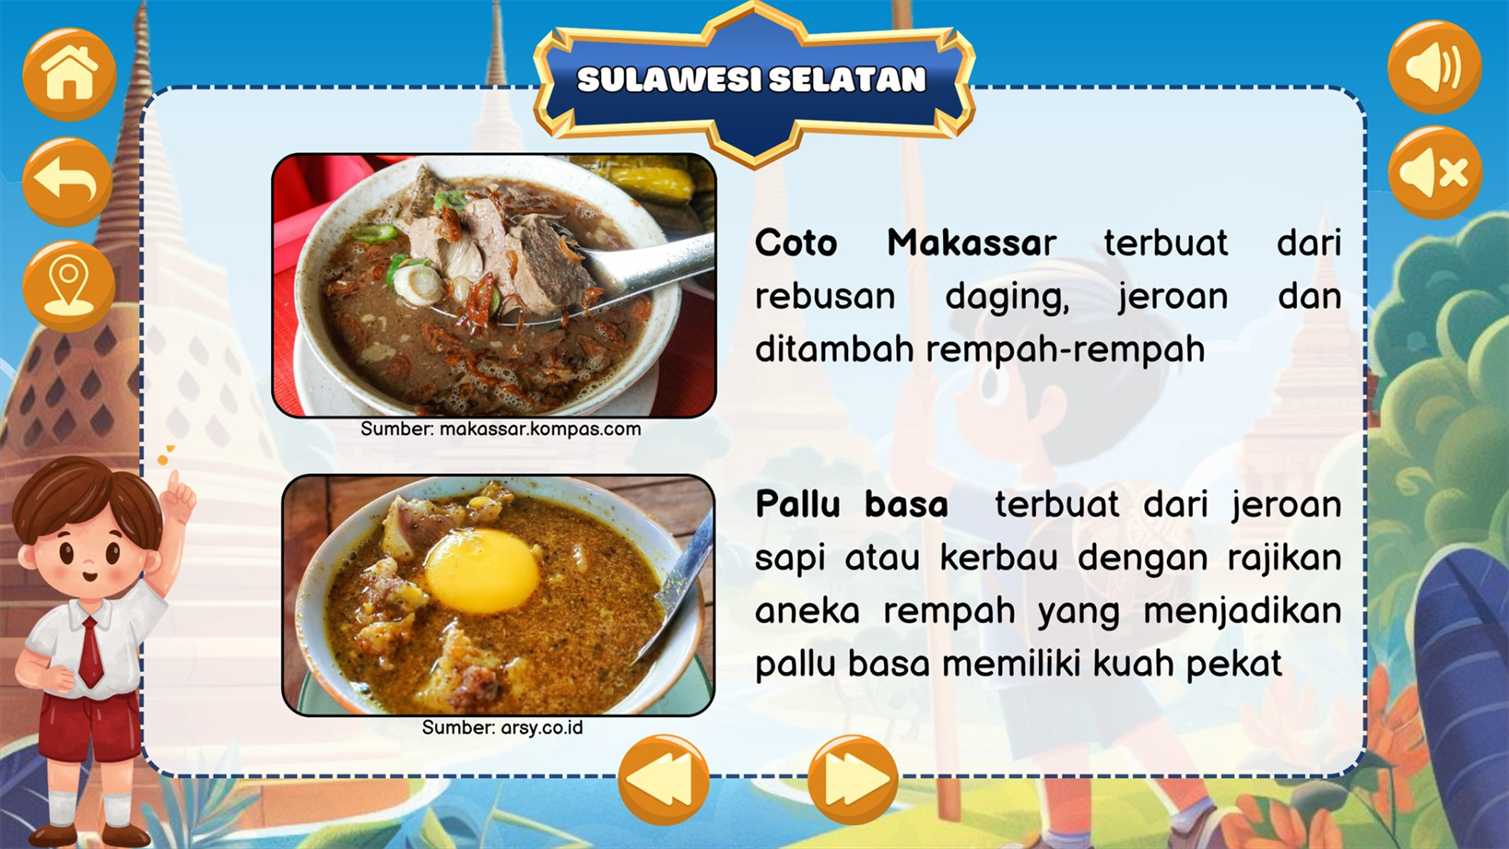 SULAWESI SELATAN
Coto Makassar terbuat dari
rebusan daging, jeroan dan
ditambah rempah-rempah
Sumber: makassar.kompas.com
Pallu basa terbuat dari jeroan
sapi atau kerbau dengan rajikan
aneka rempah yang menjadikan
pallu basa memiliki kuah pekat
Sumber: arsy.co.id